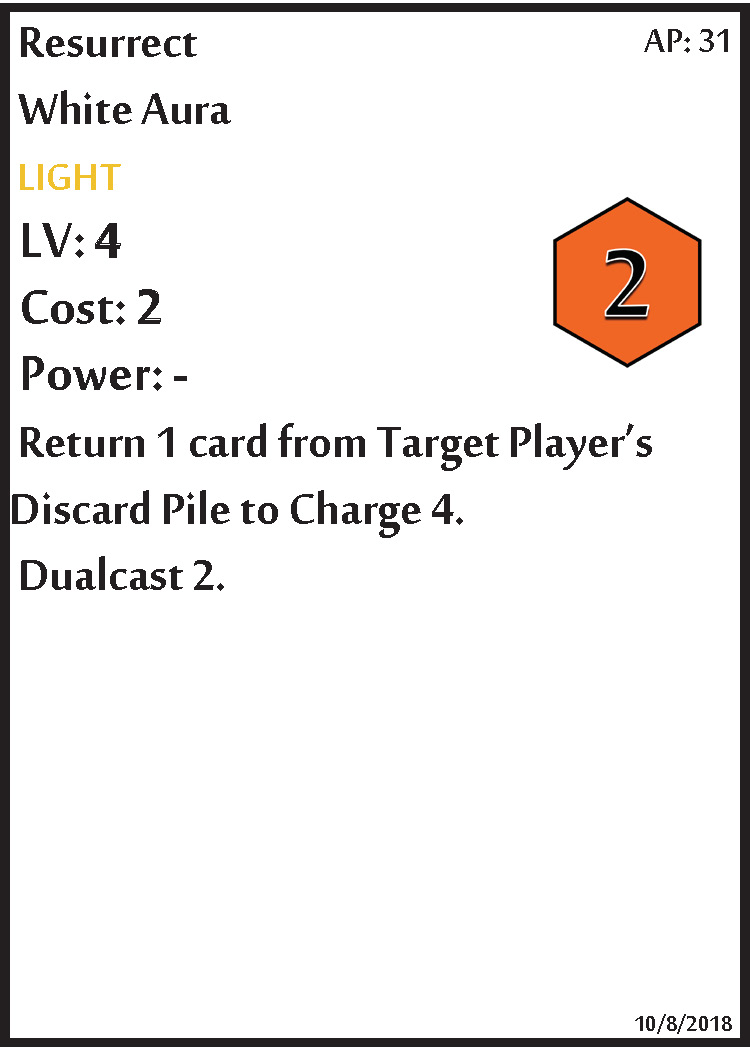 Resurrect
AP: 31
White Aura
LIGHT
LV: 4
Cost: 2
2
Power: -
Return 1 card from Target Player's
Discard Pile to Charge 4.
Dualcast 2.
10/8/2018